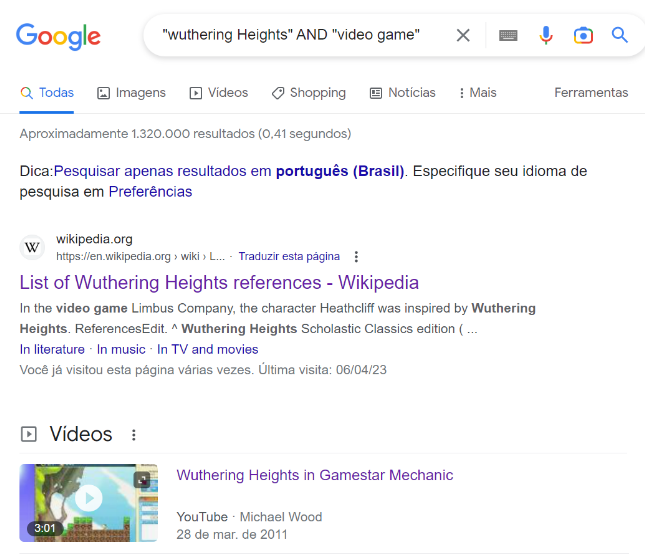 Google "wuthering Heights" AND "video game"
Todas Imagens Vídeos Shopping Notícias Mais Ferramentas
Aproximadamente 1.320.000 resultados (0,41 segundos)
Dica:Pesquisar apenas resultados em português (Brasil). Especifique seu idioma de
pesquisa em Preferências
W wikipedia.org
https://en.wikipedia.org › wiki › L... · Traduzir esta página
List of Wuthering Heights references - Wikipedia
In the video game Limbus Company, the character Heathcliff was inspired by Wuthering
Heights. ReferencesEdit. ^ Wuthering Heights Scholastic Classics edition ( ...
In literature · In music · In TV and movies
Você já visitou esta página várias vezes. Última visita: 06/04/23
Vídeos
Wuthering Heights in Gamestar Mechanic
YouTube · Michael Wood
3:01
28 de mar. de 2011